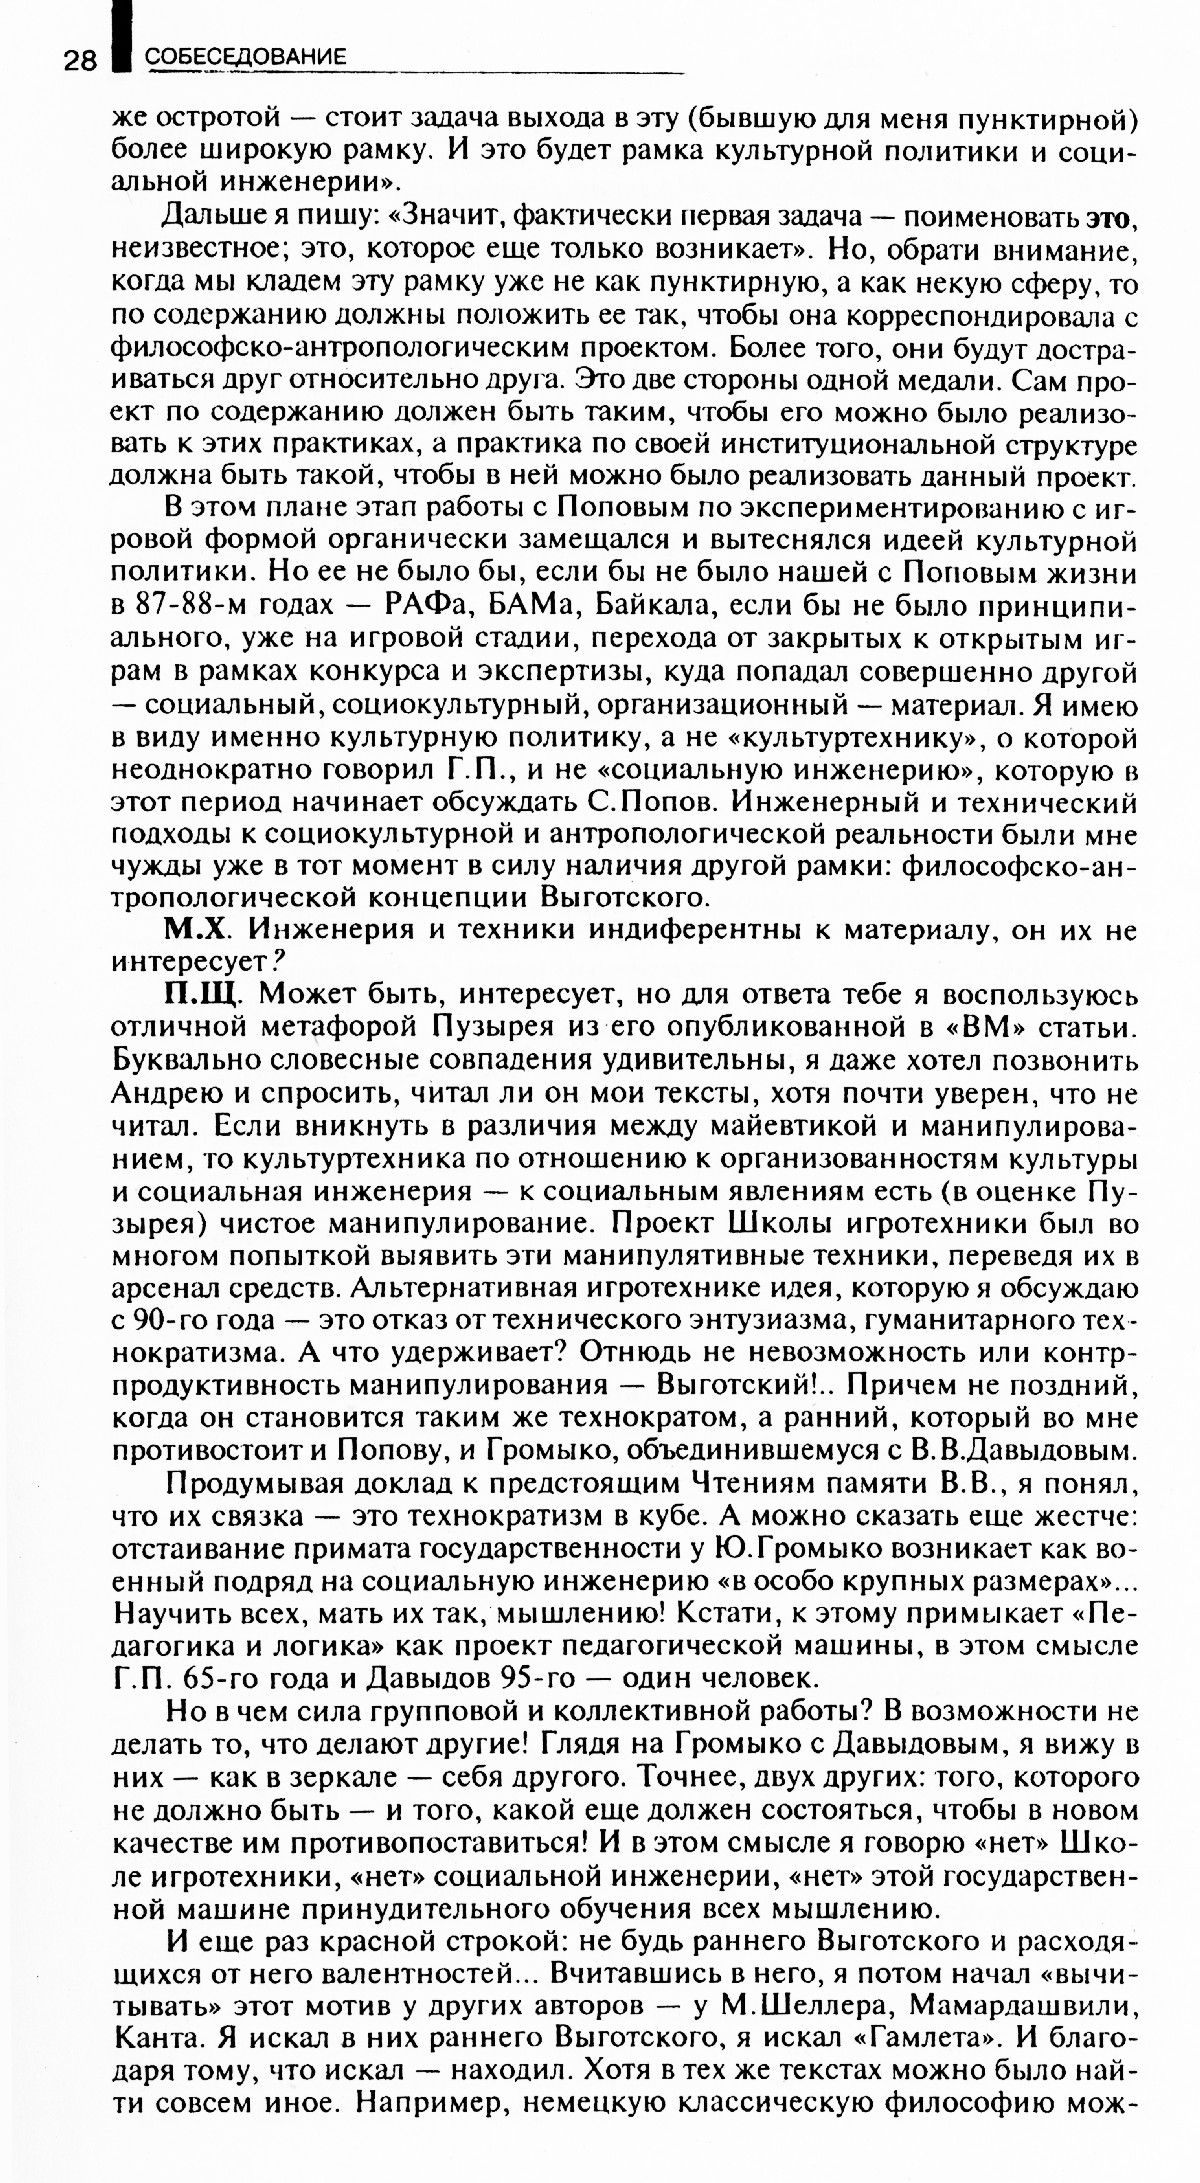 28 СОБЕСЕДОВАНИЕ
же остротой — стоит задача выхода в эту (бывшую для меня пунктирной)
более широкую рамку. И это будет рамка культурной политики и соци-
альной инженерии».
Дальше я пишу: «Значит, фактически первая задача — поименовать это,
неизвестное; это, которое еще только возникает». Но, обрати внимание,
когда мы кладем эту рамку уже не как пунктирную, а как некую сферу, то
по содержанию должны положить ее так, чтобы она корреспондировала с
философско-антропологическим проектом. Более того, они будут достра-
иваться друг относительно друга. Это две стороны одной медали. Сам про-
ект по содержанию должен быть таким, чтобы его можно было реализо-
вать к этих практиках, а практика по своей институциональной структуре
должна быть такой, чтобы в ней можно было реализовать данный проект.
В этом плане этап работы с Поповым по экспериментированию с иг-
ровой формой органически замещался и вытеснялся идеей культурной
политики. Но ее не было бы, если бы не было нашей с Поповым жизни
в 87-88-м годах — РАФа, БАМа, Байкала, если бы не было принципи-
ального, уже на игровой стадии, перехода от закрытых к открытым иг-
рам в рамках конкурса и экспертизы, куда попадал совершенно другой
— социальный, социокультурный, организационный — материал. Я имею
в виду именно культурную политику, а не «культуртехнику», о которой
неоднократно говорил Г.П., и не «социальную инженерию», которую в
этот период начинает обсуждать С.Попов. Инженерный и технический
подходы к социокультурной и антропологической реальности были мне
чужды уже в тот момент в силу наличия другой рамки: философско-ан-
тропологической концепции Выготского.
М.Х. Инженерия и техники индиферентны к материалу, он их не
интересует?
П.Щ. Может быть, интересует, но для ответа тебе я воспользуюсь
отличной метафорой Пузырея из его опубликованной в «ВМ» статьи.
Буквально словесные совпадения удивительны, я даже хотел позвонить
Андрею и спросить, читал ли он мои тексты, хотя почти уверен, что не
читал. Если вникнуть в различия между майевтикой и манипулирова-
нием, то культуртехника по отношению к организованностям культуры
и социальная инженерия — к социальным явлениям есть (в оценке Пу-
зырея) чистое манипулирование. Проект Школы игротехники был во
многом попыткой выявить эти манипулятивные техники, переведя их в
арсенал средств. Альтернативная игротехнике идея, которую я обсуждаю
с 90-го года — это отказ от технического энтузиазма, гуманитарного тех-
нократизма. А что удерживает? Отнюдь не невозможность или контр-
продуктивность манипулирования — Выготский!.. Причем не поздний,
когда он становится таким же технократом, а ранний, который во мне
противостоит и Попову, и Громыко, объединившемуся с В.В.Давыдовым.
Продумывая доклад к предстоящим Чтениям памяти В.В., я понял,
что их связка — это технократизм в кубе. А можно сказать еще жестче:
отстаивание примата государственности у Ю.Громыко возникает как во-
енный подряд на социальную инженерию «в особо крупных размерах»...
Научить всех, мать их так, мышлению! Кстати, к этому примыкает «Пе-
дагогика и логика» как проект педагогической машины, в этом смысле
Г.П. 65-го года и Давыдов 95-го — один человек.
Но в чем сила групповой и коллективной работы? В возможности не
делать то, что делают другие! Глядя на Громыко с Давыдовым, я вижу в
них — как в зеркале — себя другого. Точнее, двух других: того, которого
не должно быть — и того, какой еще должен состояться, чтобы в новом
качестве им противопоставиться! И в этом смысле я говорю «нет» Шко-
ле игротехники, «нет» социальной инженерии, «нет» этой государствен-
ной машине принудительного обучения всех мышлению.
И еще раз красной строкой: не будь раннего Выготского и расходя-
щихся от него валентностей... Вчитавшись в него, я потом начал «вычи-
тывать» этот мотив у других авторов — у М.Шеллера, Мамардашвили,
Канта. Я искал в них раннего Выготского, я искал «Гамлета». И благо-
даря тому, что искал — находил. Хотя в тех же текстах можно было най-
ти совсем иное. Например, немецкую классическую философию мож-